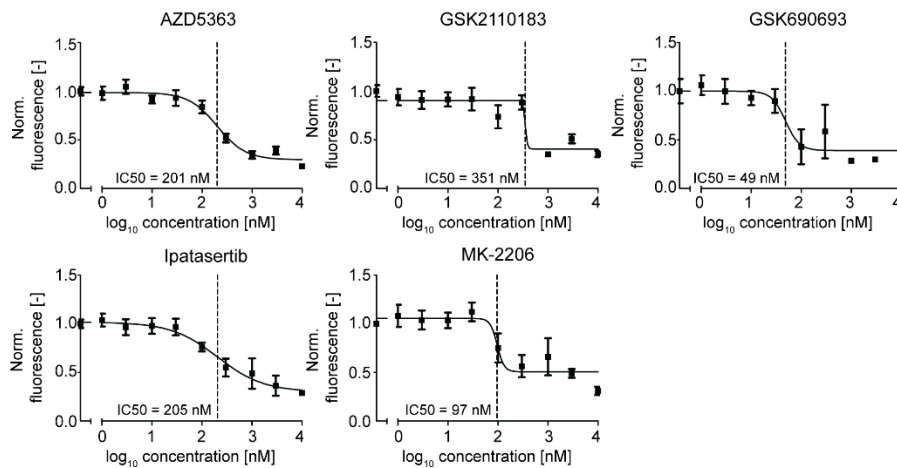 AZD5363
GSK2110183
GSK690693
Norm.
fluorescence [-]
1.5
1.0
0.5
0.0
IC50 = 201 nM
0 1 2 3 4
log10 concentration [nM]
Norm.
fluorescence [-]
1.5
1.0
0.5
0.0
IC50 = 351 nM
0 1 2 3 4
log10 concentration [nM]
Norm.
fluorescence [-]
1.5
1.0
0.5
0.0
IC50 = 49 nM
0 1 2 3 4
log10 concentration [nM]
Ipatasertib
MK-2206
Norm.
fluorescence [-]
1.5
1.0
0.5
0.0
IC50 = 205 nM
0 1 2 3 4
log10 concentration [nM]
Norm.
fluorescence [-]
1.5
1.0
0.5
0.0
IC50 = 97 nM
0 1 2 3 4
log10 concentration [nM]